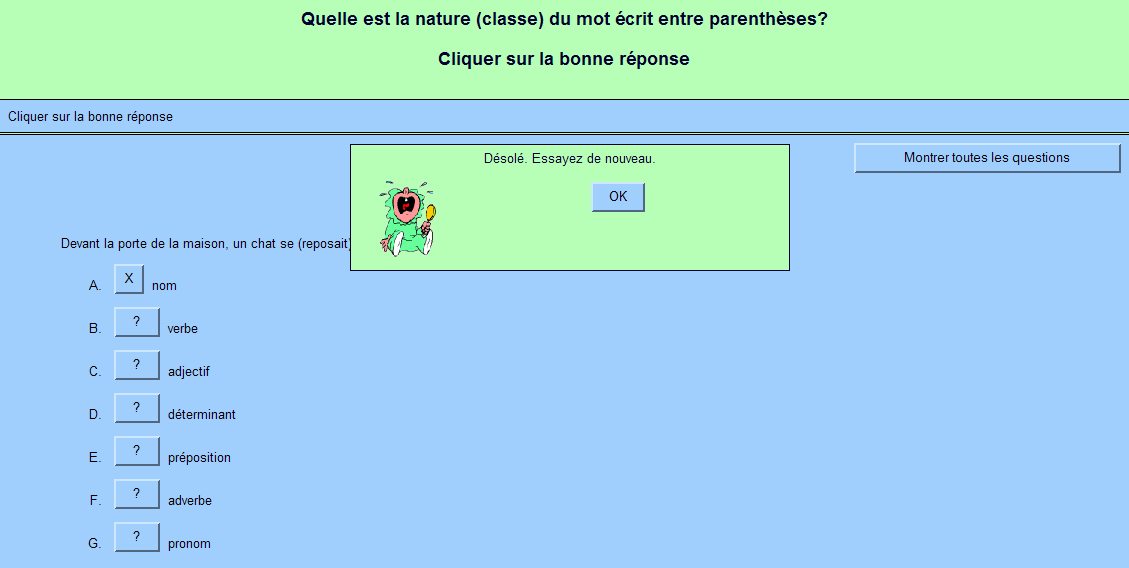 Quelle est la nature (classe) du mot écrit entre parenthèses?
Cliquer sur la bonne réponse
Cliquer sur la bonne réponse
Désolé. Essayez de nouveau.
OK
Montrer toutes les questions
Devant la porte de la maison, un chat se (reposait)
A. X nom
B. ? verbe
C. ? adjectif
D. ? déterminant
E. ? préposition
F. ? adverbe
G. ? pronom